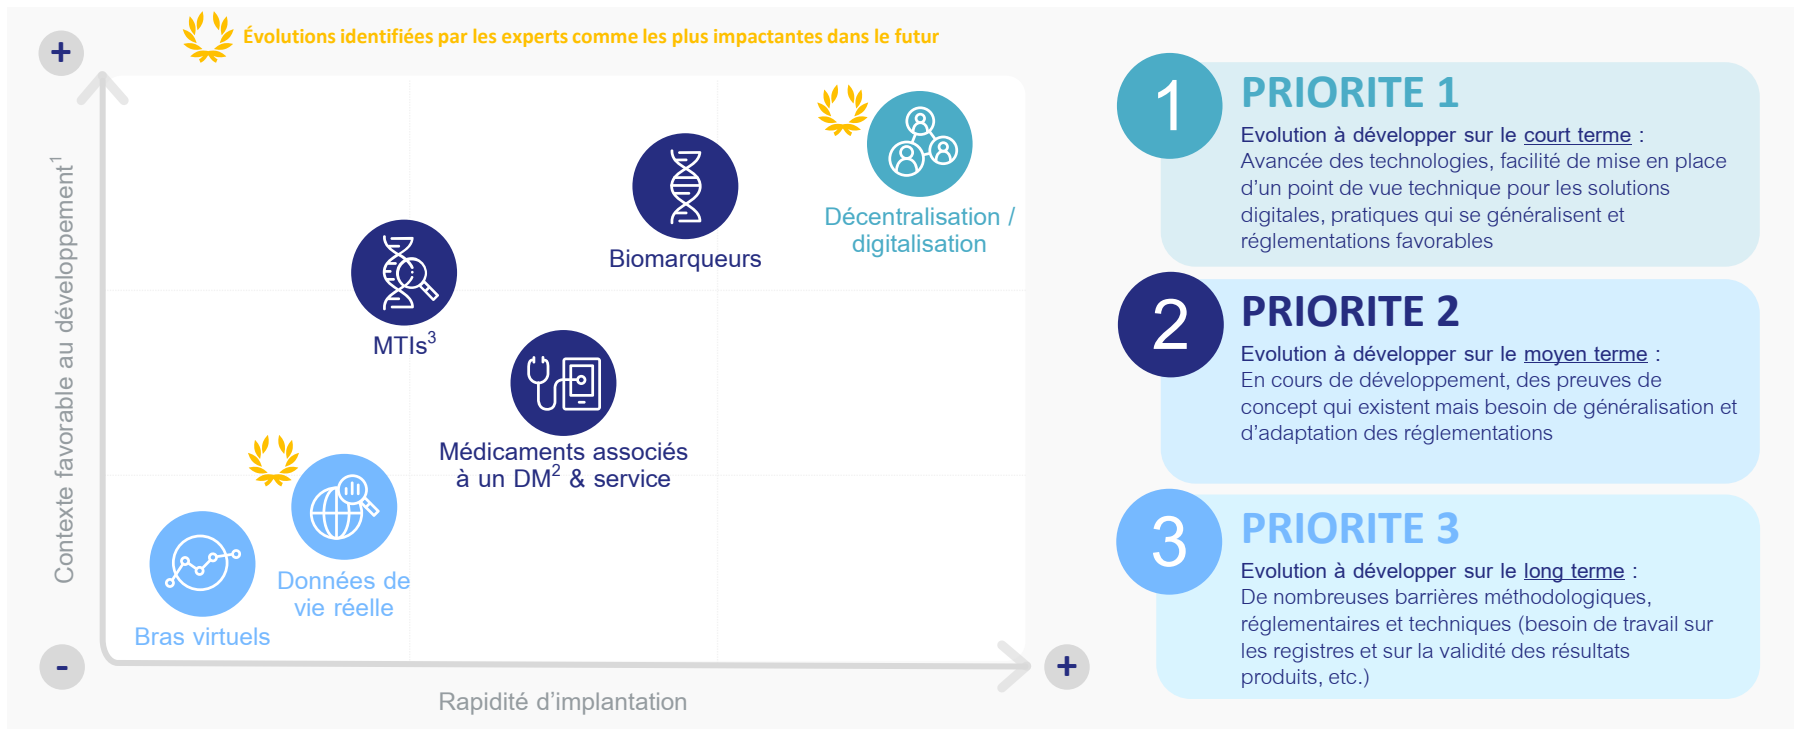 Évolutions identifiées par les experts comme les plus impactantes dans le futur
+
Contexte favorable au développement1
-
Rapidité d’implantation
+
Décentralisation /
digitalisation
Biomarqueurs
MTIs3
Médicaments associés
à un DM2 & service
Données de
vie réelle
Bras virtuels
1
PRIORITE 1
Evolution à développer sur le court terme :
Avancée des technologies, facilité de mise en place
d’un point de vue technique pour les solutions
digitales, pratiques qui se généralisent et
réglementations favorables
2
PRIORITE 2
Evolution à développer sur le moyen terme :
En cours de développement, des preuves de
concept qui existent mais besoin de généralisation et
d’adaptation des réglementations
3
PRIORITE 3
Evolution à développer sur le long terme :
De nombreuses barrières méthodologiques,
réglementaires et techniques (besoin de travail sur
les registres et sur la validité des résultats
produits, etc.)